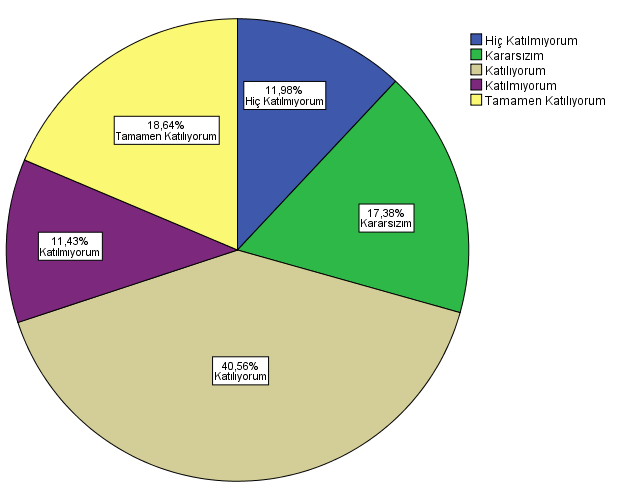 Hiç Katılmıyorum
Kararsızım
Katılıyorum
Katılmıyorum
Tamamen Katılıyorum
11,98%
Hiç Katılmıyorum
18,64%
Tamamen Katılıyorum
17,38%
Kararsızım
11,43%
Katılmıyorum
40,56%
Katılıyorum